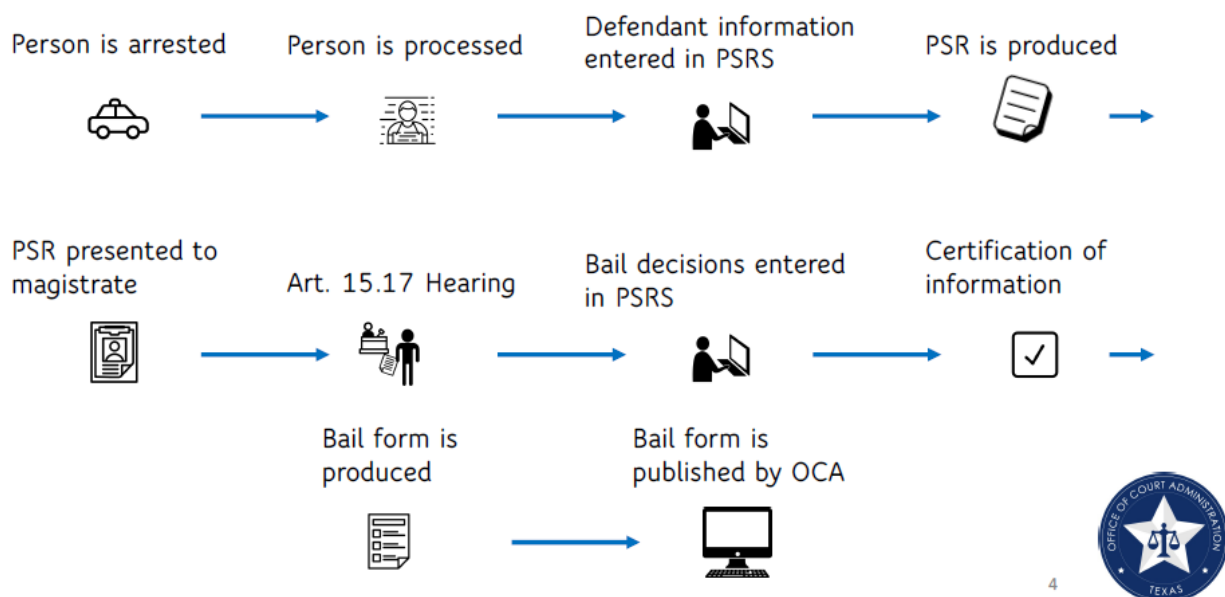 Person is arrested
Person is processed
Defendant information
entered in PSRS
PSR is produced
PSR presented to
magistrate
Art. 15.17 Hearing
Bail decisions entered
in PSRS
Certification of
information
Bail form is
produced
Bail form is
published by OCA
4
OFFICE OF COURT ADMINISTRATION
TEXAS